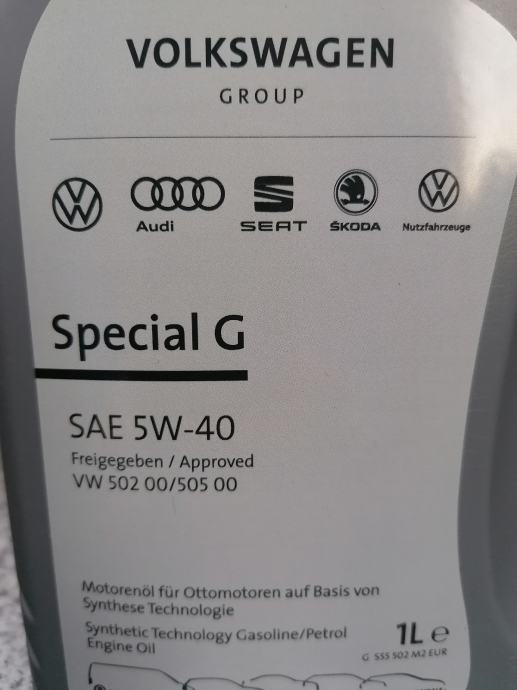 VOLKSWAGEN
GROUP
Audi
SEAT
ŠKODA
Nutzfahrzeuge
Special G
SAE 5W-40
Freigegeben / Approved
VW 502 00/505 00
Motorenöl für Ottomotoren auf Basis von
Synthese Technologie
Synthetic Technology Gasoline/Petrol
Engine Oil
1L ℮
G S55 502 M2 EUR